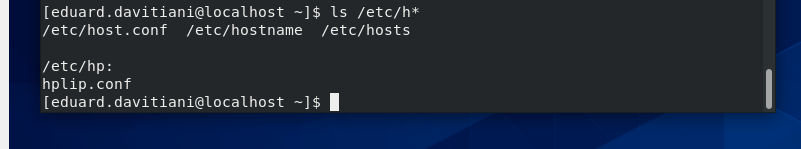 [eduard.davitiani@localhost ~]$ ls /etc/h*
/etc/host.conf  /etc/hostname  /etc/hosts

/etc/hp:
hplip.conf
[eduard.davitiani@localhost ~]$